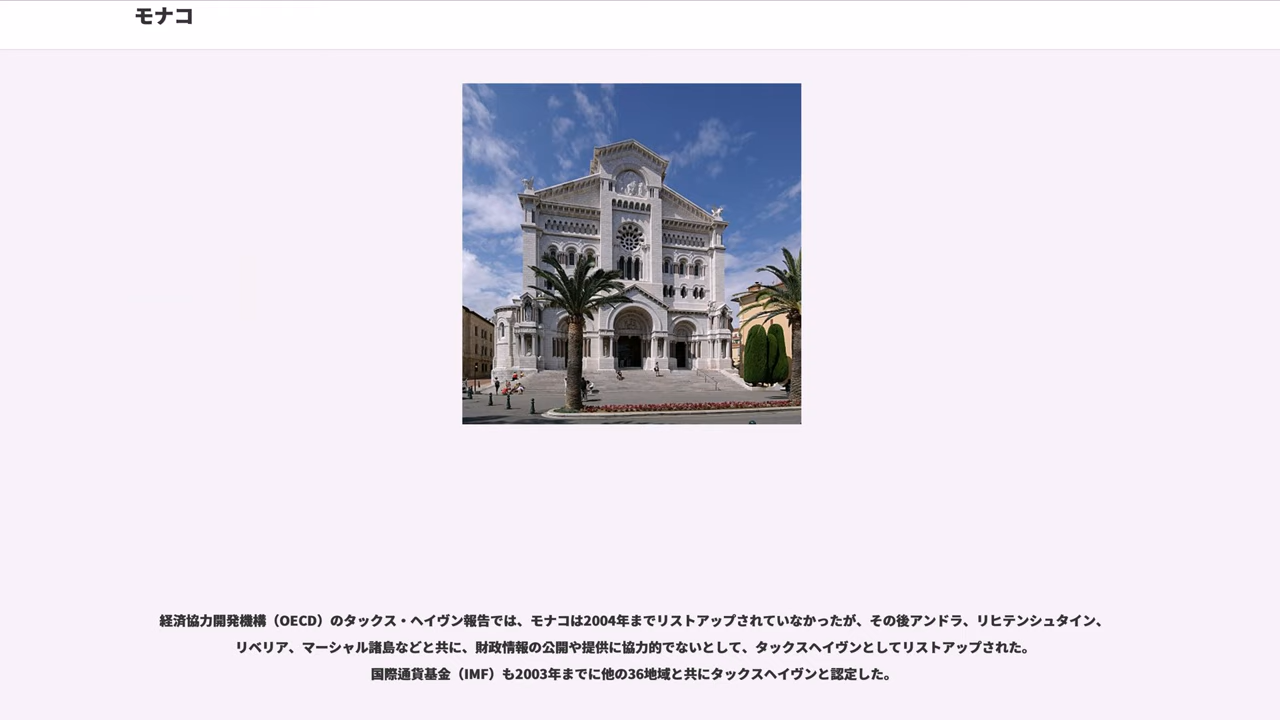 モナコ
経済協力開発機構（OECD）のタックス・ヘイヴン報告では、モナコは2004年までリストアップされていなかったが、その後アンドラ、リヒテンシュタイン、
リベリア、マーシャル諸島などと共に、財政情報の公開や提供に協力的でないとして、タックスヘイヴンとしてリストアップされた。
国際通貨基金（IMF）も2003年までに他の36地域と共にタックスヘイヴンと認定した。